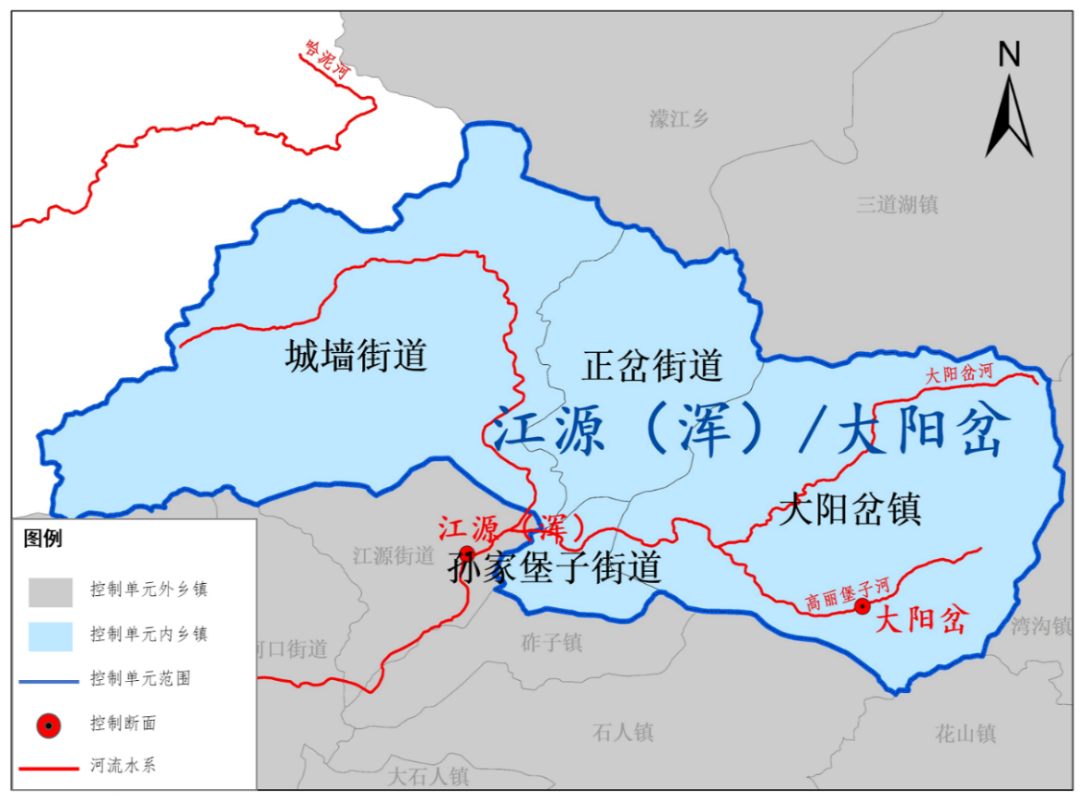 哈泥河
N
濛江乡
三道湖镇
城墙街道
正岔街道
大阳岔河
江源（浑）/大阳岔
大阳岔镇
江源（浑）
江源街道
孙家堡子街道
高丽堡子河
大阳岔
湾沟镇
河口街道
砟子镇
石人镇
花山镇
大石人镇
图例
控制单元外乡镇
控制单元内乡镇
控制单元范围
控制断面
河流水系